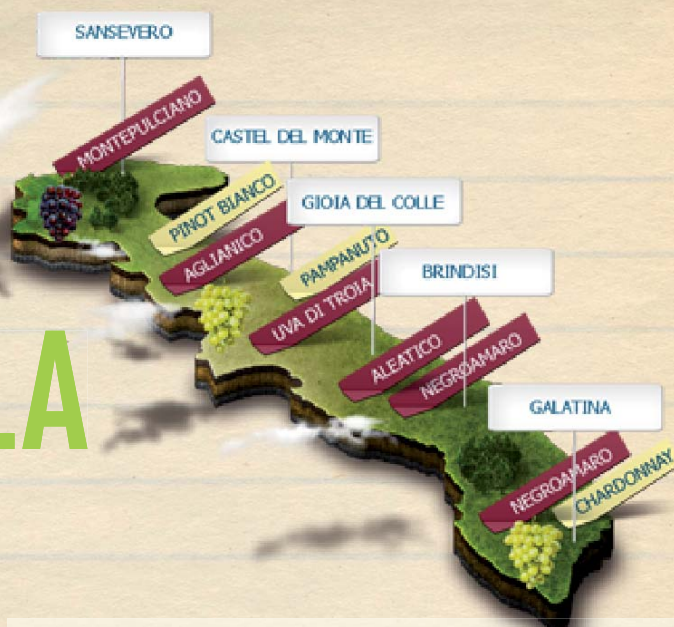 SANSEVERO
MONTEPULCIANO
CASTEL DEL MONTE
PINOT BIANCO
GIOIA DEL COLLE
AGLIANICO
PAMPANUTO
BRINDISI
UVA DI TROIA
LA
ALEATICO
NEGROAMARO
GALATINA
NEGROAMARO
CHARDONNAY